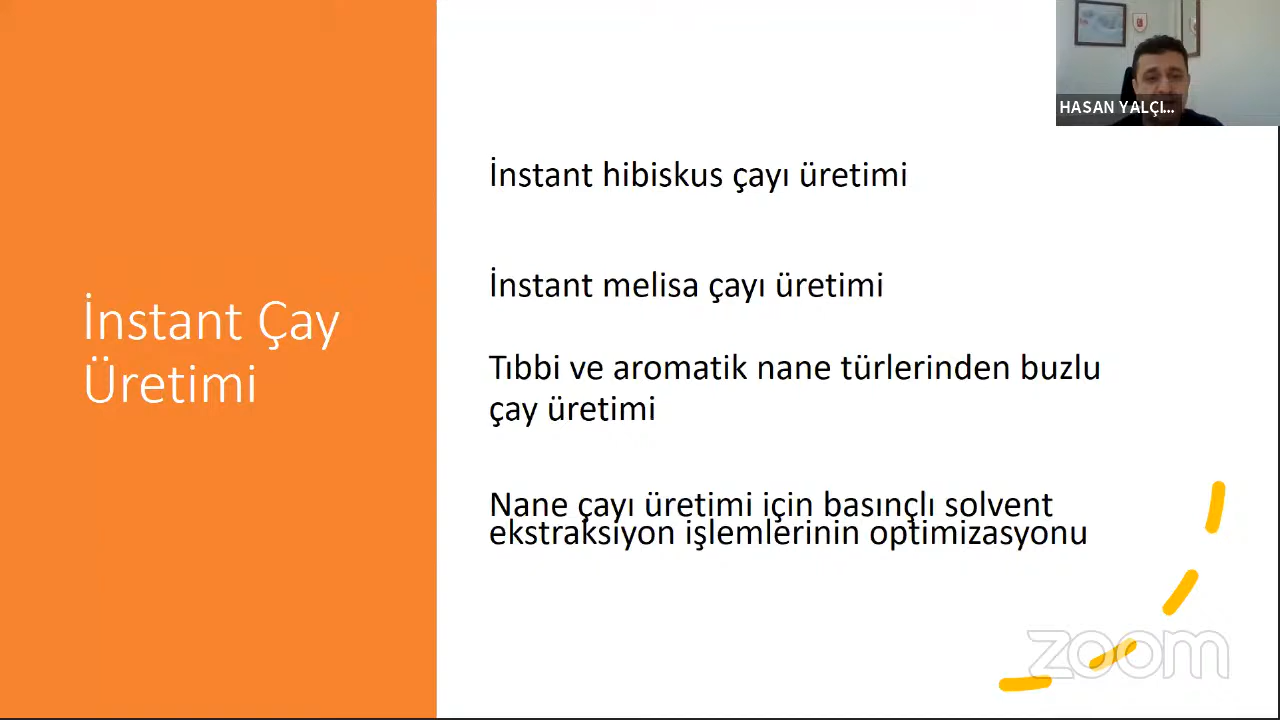 HASAN YALÇI...
İnstant Çay
Üretimi
İnstant hibiskus çayı üretimi
İnstant melisa çayı üretimi
Tıbbi ve aromatik nane türlerinden buzlu
çay üretimi
Nane çayı üretimi için basınçlı solvent
ekstraksiyon işlemlerinin optimizasyonu
zoom